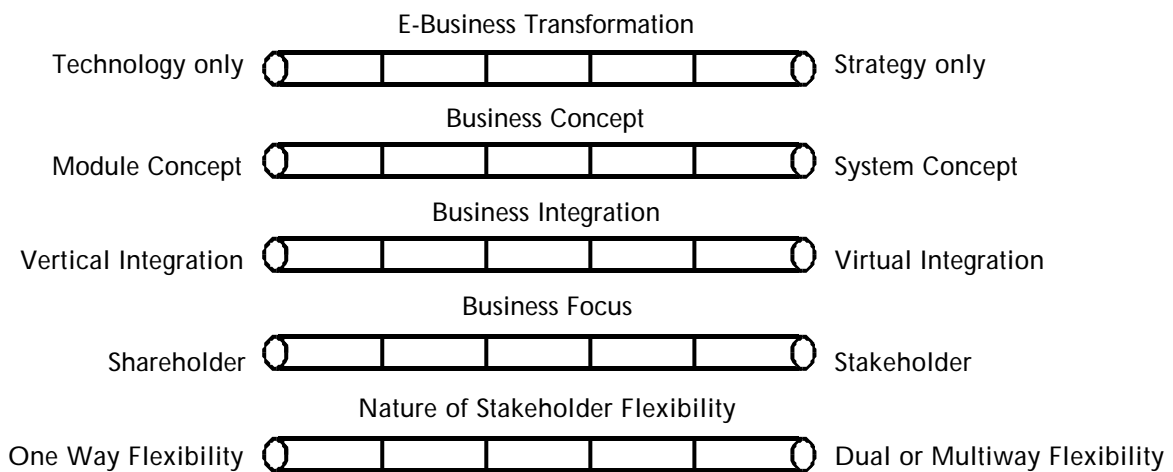 E-Business Transformation
Technology only Strategy only
Business Concept
Module Concept System Concept
Business Integration
Vertical Integration Virtual Integration
Business Focus
Shareholder Stakeholder
Nature of Stakeholder Flexibility
One Way Flexibility Dual or Multiway Flexibility